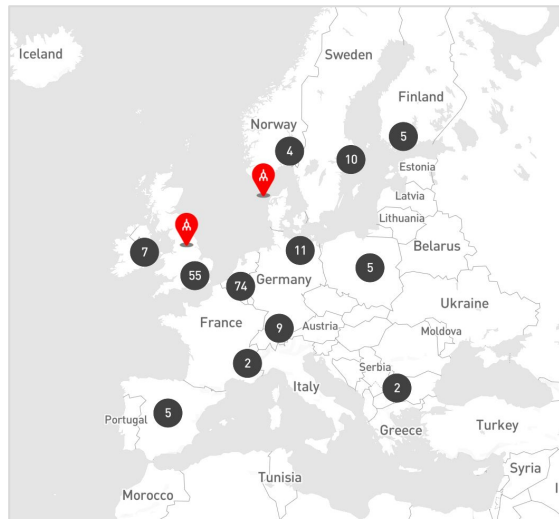 Iceland
Sweden
Finland
Norway
5
4
10
Estonia
Latvia
Lithuania
7
11
Belarus
55
5
Germany
74
Ukraine
France
9
Austria
Moldova
2
Serbia
Italy
2
5
Portugal
Greece
Turkey
Syria
Tunisia
Morocco
I